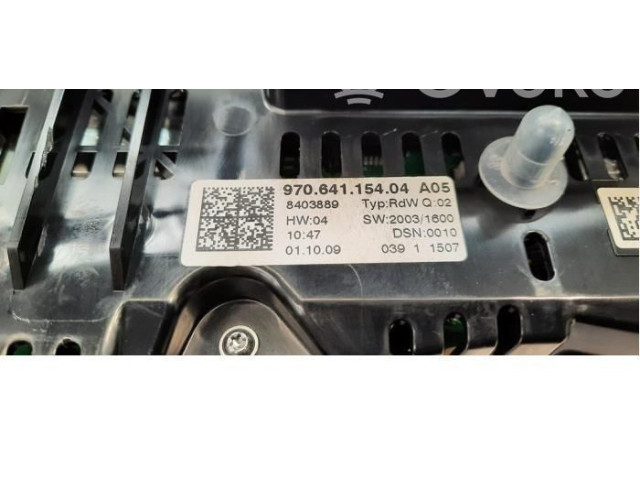 970.641.154.04 A05
8403889 Typ:RdW Q:02
HW:04 SW:2003/1600
10:47 DSN:0010
01.10.09 039 1 1507